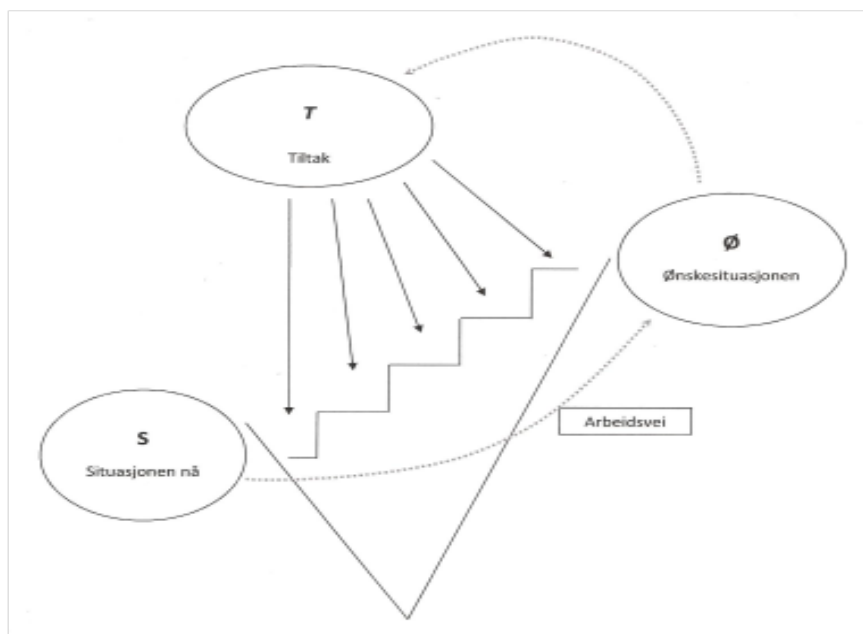 T
Tiltak
Ø
Ønskesituasjonen
Arbeidsvei
S
Situasjonen nå